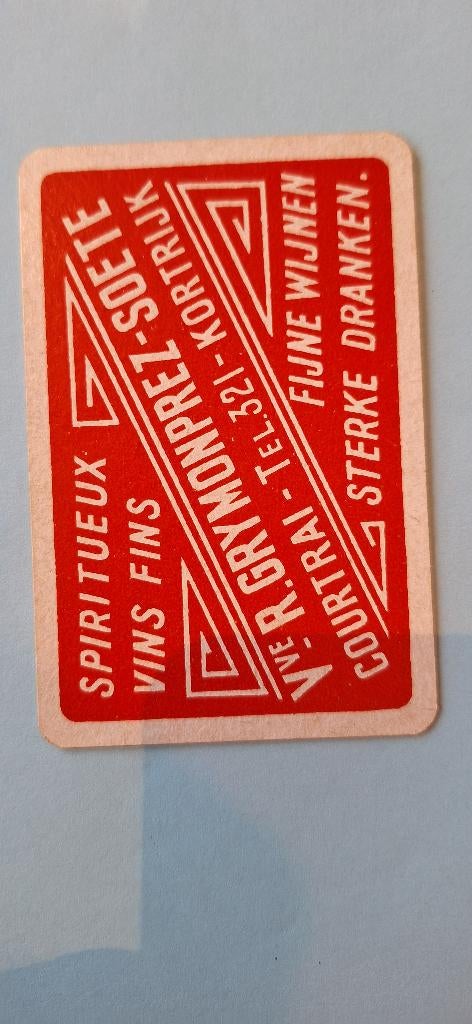 SPIRITUEUX
VINS FINS
VVE R. GRYMONPREZ-SOETE
COURTRAI - TEL. 321 - KORTRIJK
FIJNE WIJNEN
STERKE DRANKEN.